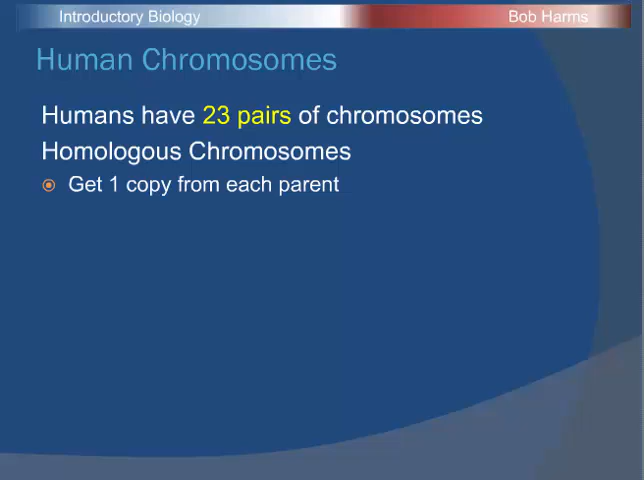 Introductory Biology Bob Harms
Human Chromosomes
Humans have 23 pairs of chromosomes
Homologous Chromosomes
Get 1 copy from each parent